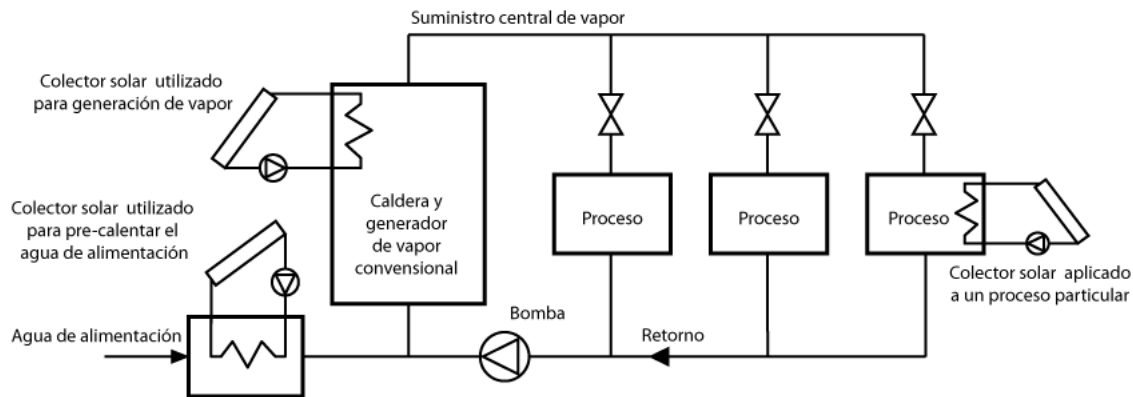 Suministro central de vapor
Colector solar utilizado
para generación de vapor
Caldera y
generador
de vapor
convensional
Proceso
Proceso
Proceso
Colector solar utilizado
para pre-calentar el
agua de alimentación
Colector solar aplicado
a un proceso particular
Bomba
Agua de alimentación
Retorno